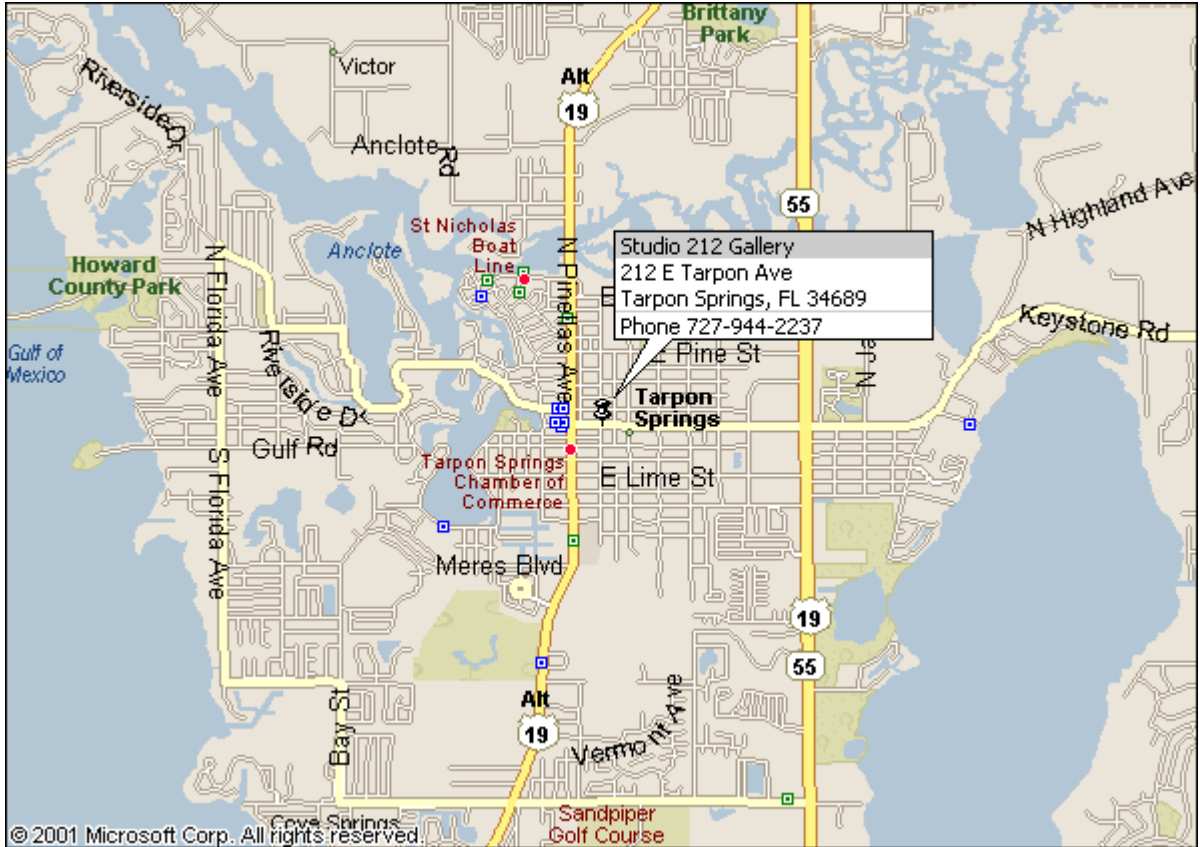 Brittany
Park
Victor
Alt
19
Riverside Dr
Anclote Rd
55
N Highland Ave
St Nicholas
Boat
Line
Anclote
Studio 212 Gallery
212 E Tarpon Ave
Tarpon Springs, FL 34689
Phone 727-944-2237
Howard
County Park
N Florida Ave
N Pinellas Ave
E
Keystone Rd
Gulf of
Mexico
Riverside Dr
E Pine St
N
Tarpon
Springs
Gulf Rd
Tarpon Springs
Chamber of
Commerce
E Lime St
S Florida Ave
Meres Blvd
19
55
Bay St
Alt
19
Vermont Ave
Sandpiper
Golf Course
Cove Springs
© 2001 Microsoft Corp. All rights reserved.